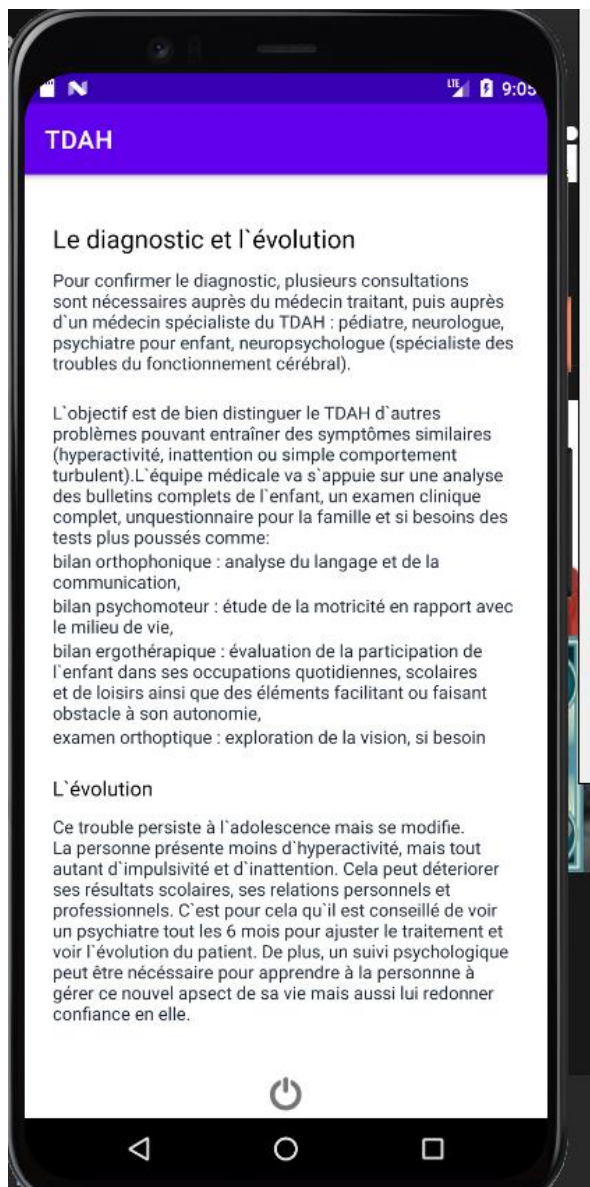 LTE 9:05
TDAH
Le diagnostic et l`évolution
Pour confirmer le diagnostic, plusieurs consultations
sont nécessaires auprès du médecin traitant, puis auprès
d`un médecin spécialiste du TDAH : pédiatre, neurologue,
psychiatre pour enfant, neuropsychologue (spécialiste des
troubles du fonctionnement cérébral).
L`objectif est de bien distinguer le TDAH d`autres
problèmes pouvant entraîner des symptômes similaires
(hyperactivité, inattention ou simple comportement
turbulent).L`équipe médicale va s`appuie sur une analyse
des bulletins complets de l`enfant, un examen clinique
complet, unquestionnaire pour la famille et si besoins des
tests plus poussés comme:
bilan orthophonique : analyse du langage et de la
communication,
bilan psychomoteur : étude de la motricité en rapport avec
le milieu de vie,
bilan ergothérapique : évaluation de la participation de
l`enfant dans ses occupations quotidiennes, scolaires
et de loisirs ainsi que des éléments facilitant ou faisant
obstacle à son autonomie,
examen orthoptique : exploration de la vision, si besoin
L`évolution
Ce trouble persiste à l`adolescence mais se modifie.
La personne présente moins d`hyperactivité, mais tout
autant d`impulsivité et d`inattention. Cela peut déteriorer
ses résultats scolaires, ses relations personnels et
professionnels. C`est pour cela qu`il est conseillé de voir
un psychiatre tout les 6 mois pour ajuster le traitement et
voir l`évolution du patient. De plus, un suivi psychologique
peut être nécéssaire pour apprendre à la personnne à
gérer ce nouvel apsect de sa vie mais aussi lui redonner
confiance en elle.